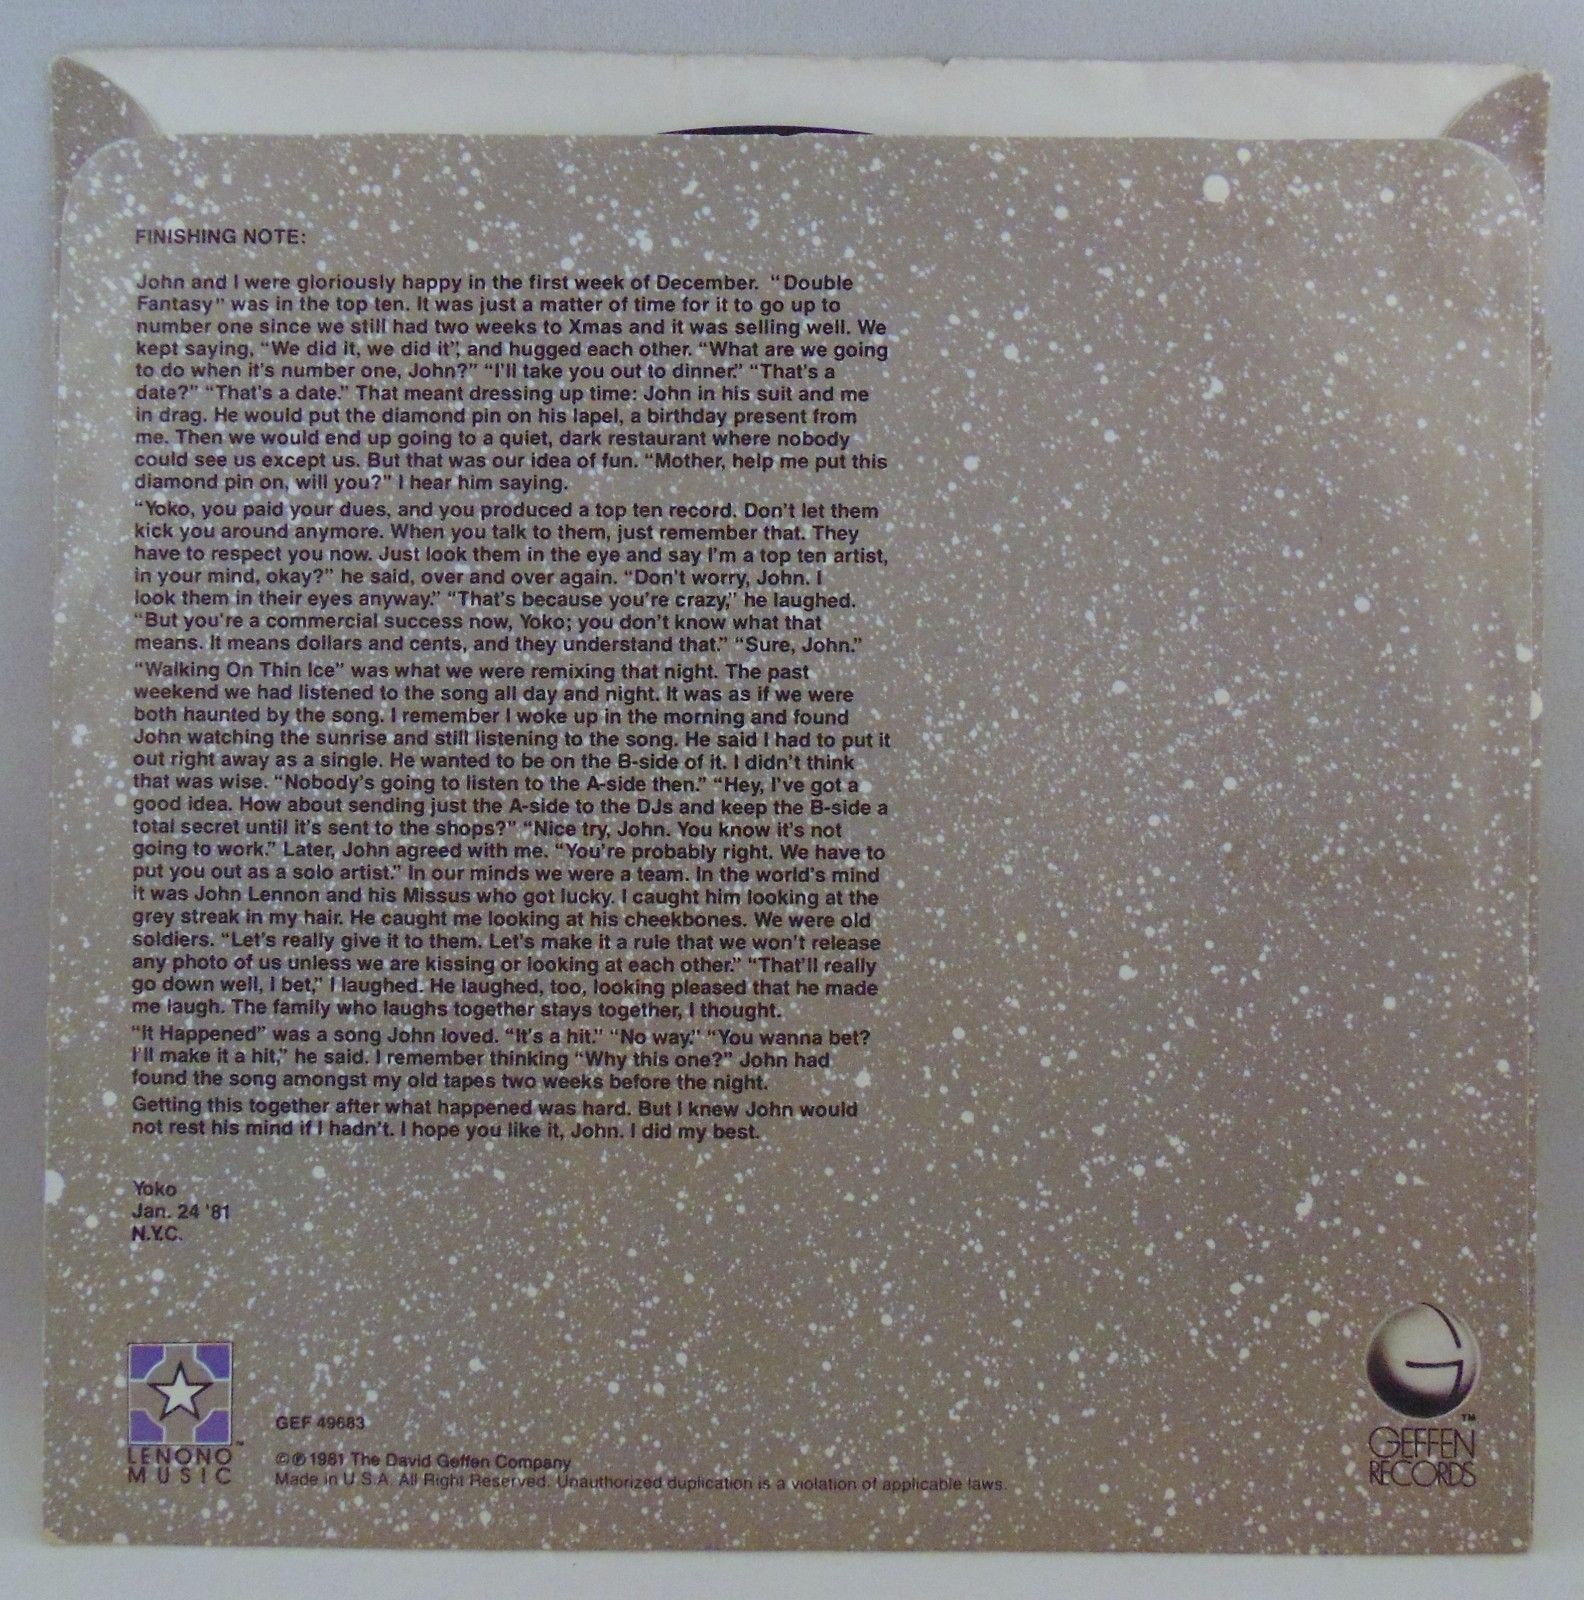 FINISHING NOTE:
John and I were gloriously happy in the first week of December. “Double
Fantasy” was in the top ten. It was just a matter of time for it to go up to
number one since we still had two weeks to Xmas and it was selling well. We
kept saying, “We did it, we did it”, and hugged each other. “What are we going
to do when it's number one, John?” “I'll take you out to dinner.” “That's a
date?” “That's a date.” That meant dressing up time: John in his suit and me
in drag. He would put the diamond pin on his lapel, a birthday present from
me. Then we would end up going to a quiet, dark restaurant where nobody
could see us except us. But that was our idea of fun. “Mother, help me put this
diamond pin on, will you?” I hear him saying.
“Yoko, you paid your dues, and you produced a top ten record. Don't let them
kick you around anymore. When you talk to them, just remember that. They
have to respect you now. Just look them in the eye and say I'm a top ten artist,
in your mind, okay?” he said, over and over again. “Don't worry, John. I
look them in their eyes anyway.” “That's because you're crazy,” he laughed.
“But you're a commercial success now, Yoko; you don't know what that
means. It means dollars and cents, and they understand that.” “Sure, John.”
“Walking On Thin Ice” was what we were remixing that night. The past
weekend we had listened to the song all day and night. It was as if we were
both haunted by the song. I remember I woke up in the morning and found
John watching the sunrise and still listening to the song. He said I had to put it
out right away as a single. He wanted to be on the B-side of it. I didn't think
that was wise. “Nobody's going to listen to the A-side then.” “Hey, I've got a
good idea. How about sending just the A-side to the DJs and keep the B-side a
total secret until it's sent to the shops?” “Nice try, John. You know it's not
going to work.” Later, John agreed with me. “You're probably right. We have to
put you out as a solo artist.” In our minds we were a team. In the world's mind
it was John Lennon and his Missus who got lucky. I caught him looking at the
grey streak in my hair. He caught me looking at his cheekbones. We were old
soldiers. “Let's really give it to them. Let's make it a rule that we won't release
any photo of us unless we are kissing or looking at each other.” “That'll really
go down well, I bet,” I laughed. He laughed, too, looking pleased that he made
me laugh. The family who laughs together stays together, I thought.
“It Happened” was a song John loved. “It's a hit.” “No way.” “You wanna bet?
I'll make it a hit,” he said. I remember thinking “Why this one?” John had
found the song amongst my old tapes two weeks before the night.
Getting this together after what happened was hard. But I knew John would
not rest his mind if I hadn't. I hope you like it, John. I did my best.
Yoko
Jan. 24 '81
N.Y.C.
LENONO™
MUSIC
GEF 49683
©℗1981 The David Geffen Company
Made in U.S.A. All Right Reserved. Unauthorized duplication is a violation of applicable laws.
G
™
GEFFEN
RECORDS